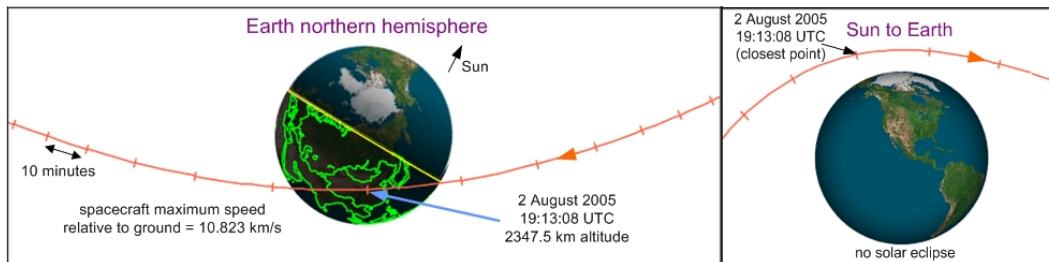 Earth northern hemisphere
Sun
10 minutes
spacecraft maximum speed
relative to ground = 10.823 km/s
2 August 2005
19:13:08 UTC
2347.5 km altitude
2 August 2005
19:13:08 UTC
(closest point)
Sun to Earth
no solar eclipse